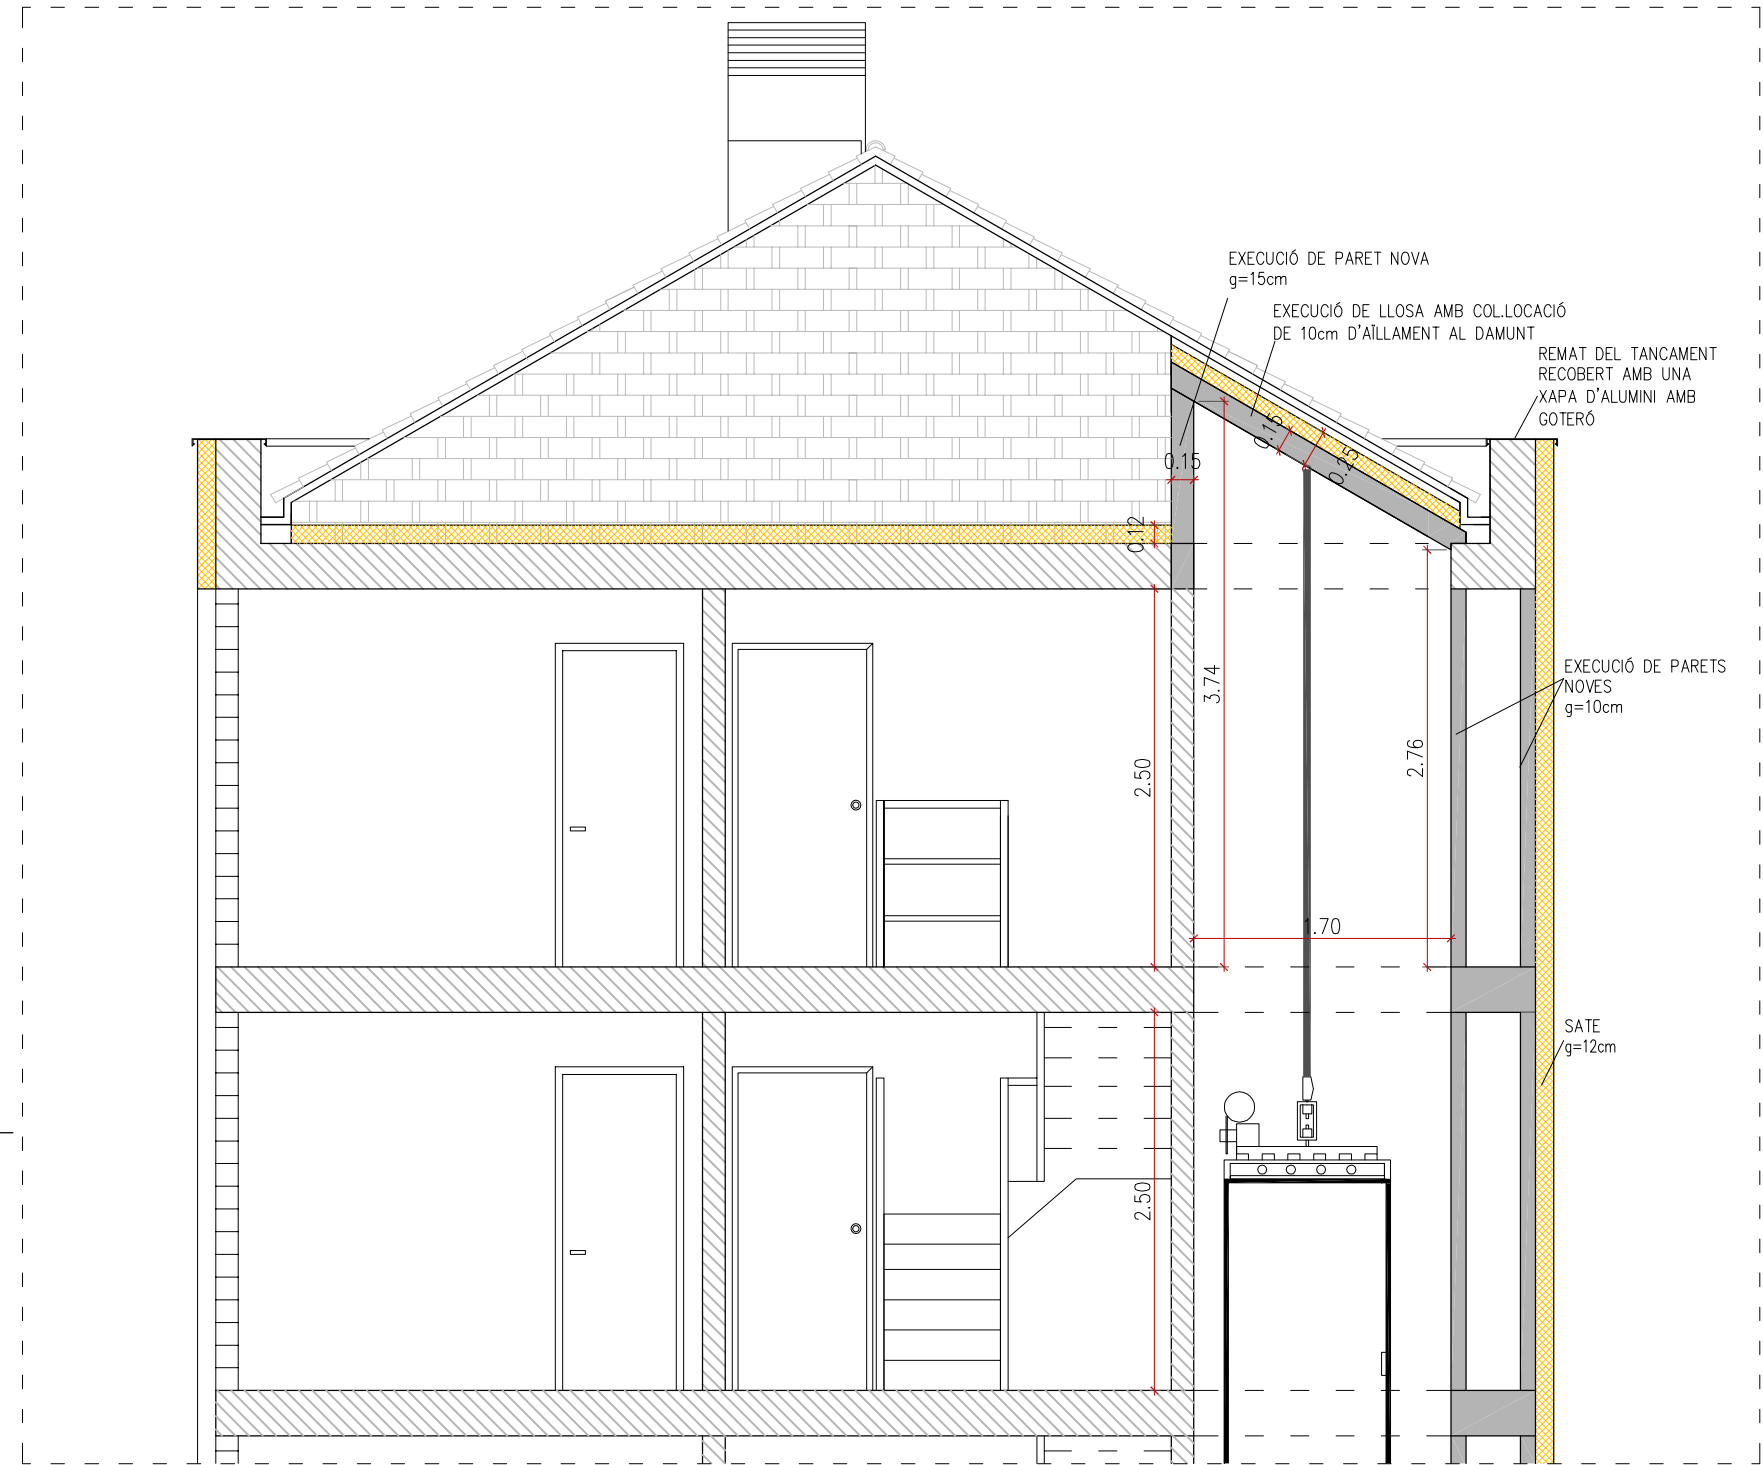 EXECUCIÓ DE PARET NOVA
g=15cm
EXECUCIÓ DE LLOSA AMB COL.LOCACIÓ
DE 10cm D'AÏLLAMENT AL DAMUNT
REMAT DEL TANCAMENT
RECOBERT AMB UNA
XAPA D'ALUMINI AMB
GOTERÓ
0.15
0.25
0.15
0.12
EXECUCIÓ DE PARETS
NOVES
g=10cm
3.74
2.50
2.76
1.70
SATE
g=12cm
2.50